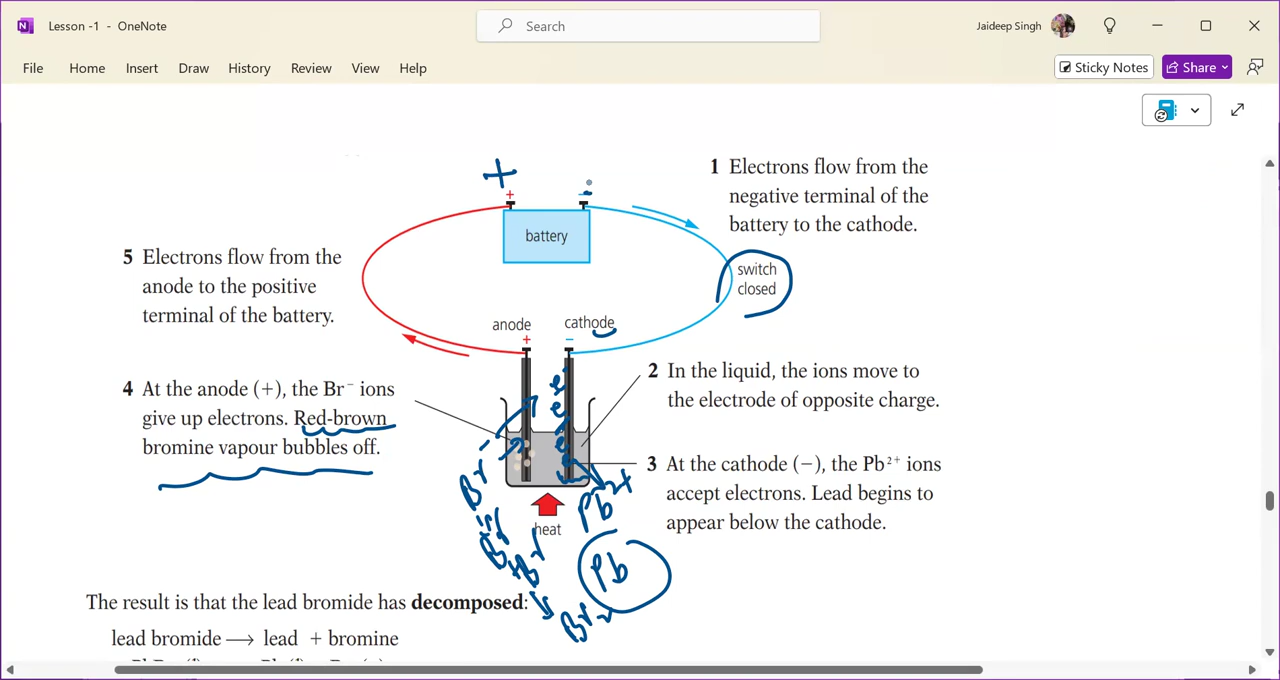 Lesson -1 - OneNote
Search
Jaideep Singh
File Home Insert Draw History Review View Help
Sticky Notes
Share
+
+ -
battery
1 Electrons flow from the
negative terminal of the
battery to the cathode.
switch
closed
5 Electrons flow from the
anode to the positive
terminal of the battery.
anode cathode
+ −
4 At the anode (+), the Br⁻ ions
give up electrons. Red-brown
bromine vapour bubbles off.
2 In the liquid, the ions move to
the electrode of opposite charge.
3 At the cathode (−), the Pb²⁺ ions
accept electrons. Lead begins to
appear below the cathode.
e
e
Br⁻
Pb²⁺
heat
Pb
Br₂
The result is that the lead bromide has decomposed:
lead bromide ⟶ lead + bromine